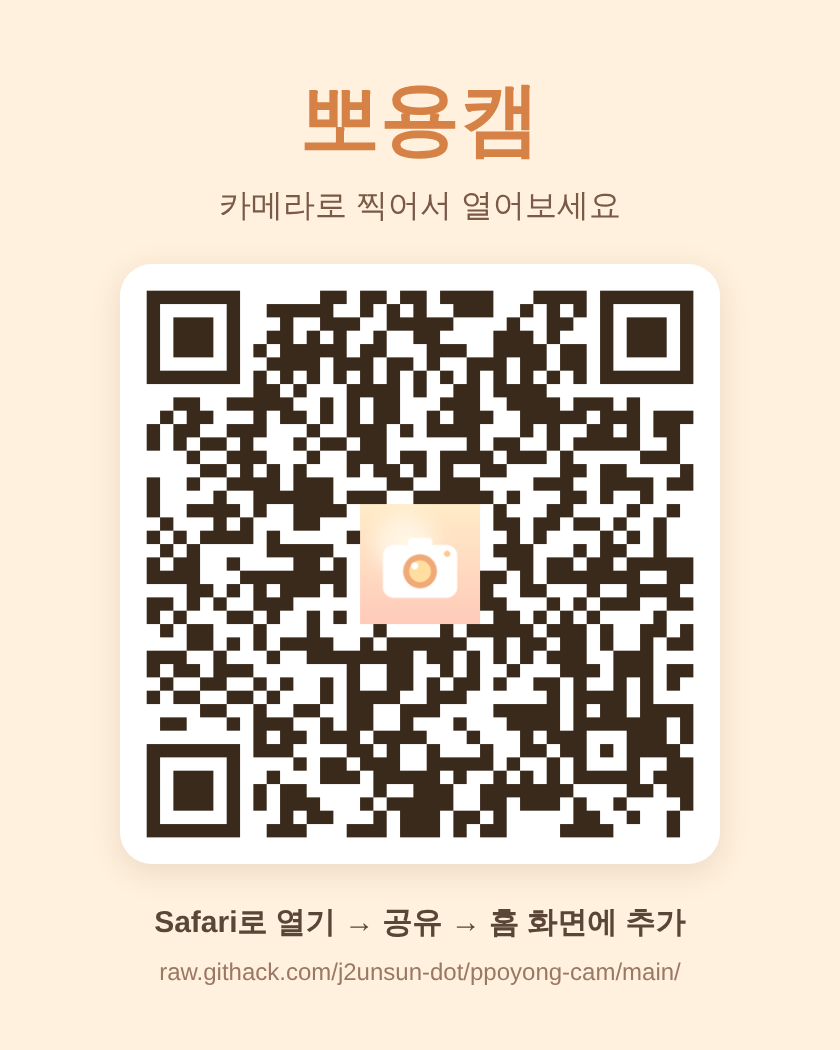 뽀용캠
카메라로 찍어서 열어보세요
Safari로 열기 → 공유 → 홈 화면에 추가
raw.githack.com/j2unsun-dot/ppoyong-cam/main/